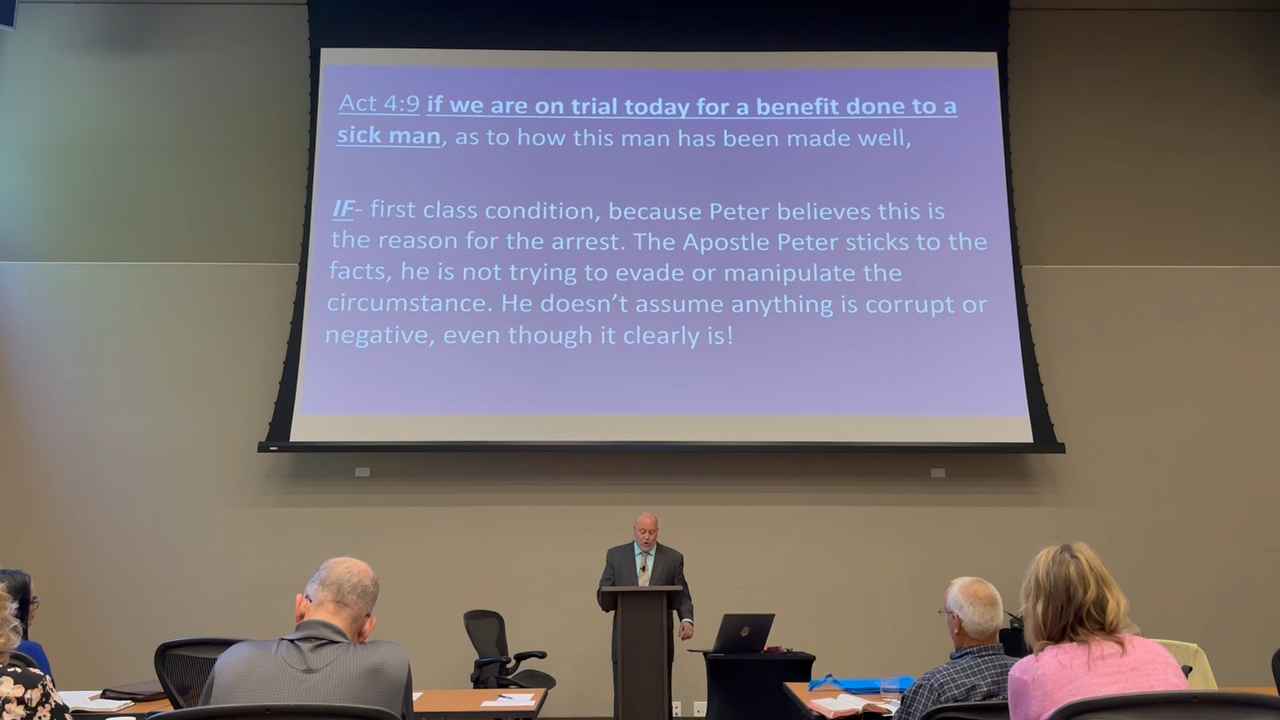 Act 4:9 if we are on trial today for a benefit done to a
sick man, as to how this man has been made well,
IF- first class condition, because Peter believes this is
the reason for the arrest. The Apostle Peter sticks to the
facts, he is not trying to evade or manipulate the
circumstance. He doesn’t assume anything is corrupt or
negative, even though it clearly is!